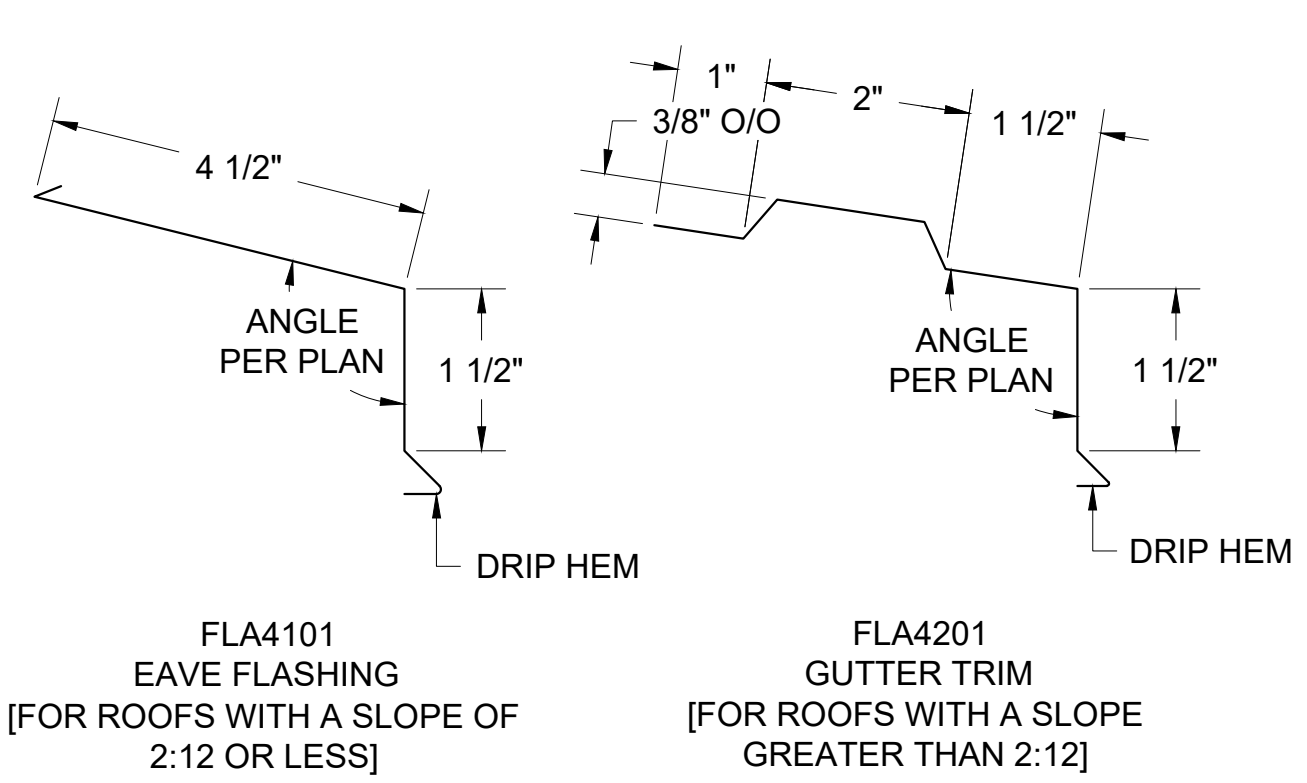 4 1/2"
ANGLE
PER PLAN
1 1/2"
DRIP HEM
FLA4101
EAVE FLASHING
[FOR ROOFS WITH A SLOPE OF
2:12 OR LESS]
1"
2"
3/8" O/O
1 1/2"
ANGLE
PER PLAN
1 1/2"
DRIP HEM
FLA4201
GUTTER TRIM
[FOR ROOFS WITH A SLOPE
GREATER THAN 2:12]